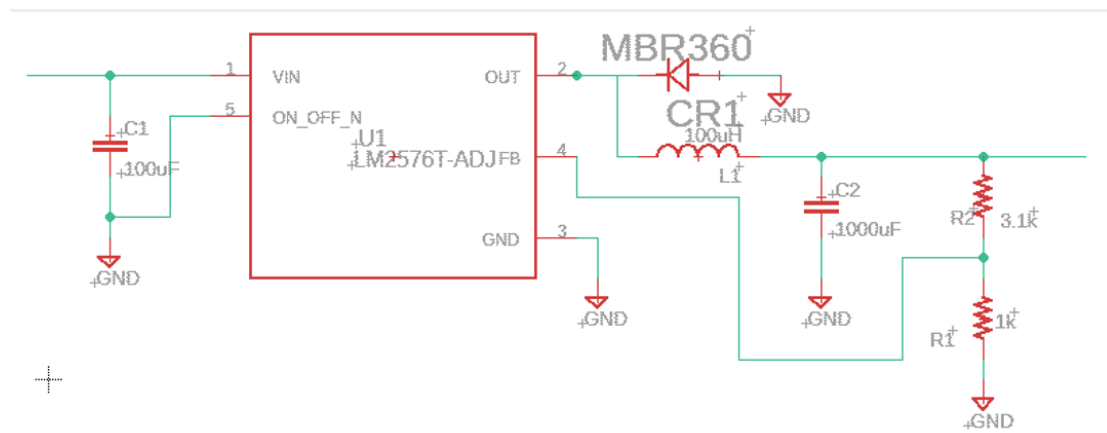 MBR360
1
VIN
OUT
2
5
ON_OFF_N
GND
CR1
C1
U1
100uH
100uF
LM2576T-ADJ
FB
4
L1
C2
R2
3.1k
1000uF
GND
3
GND
GND
GND
1k
R1
GND